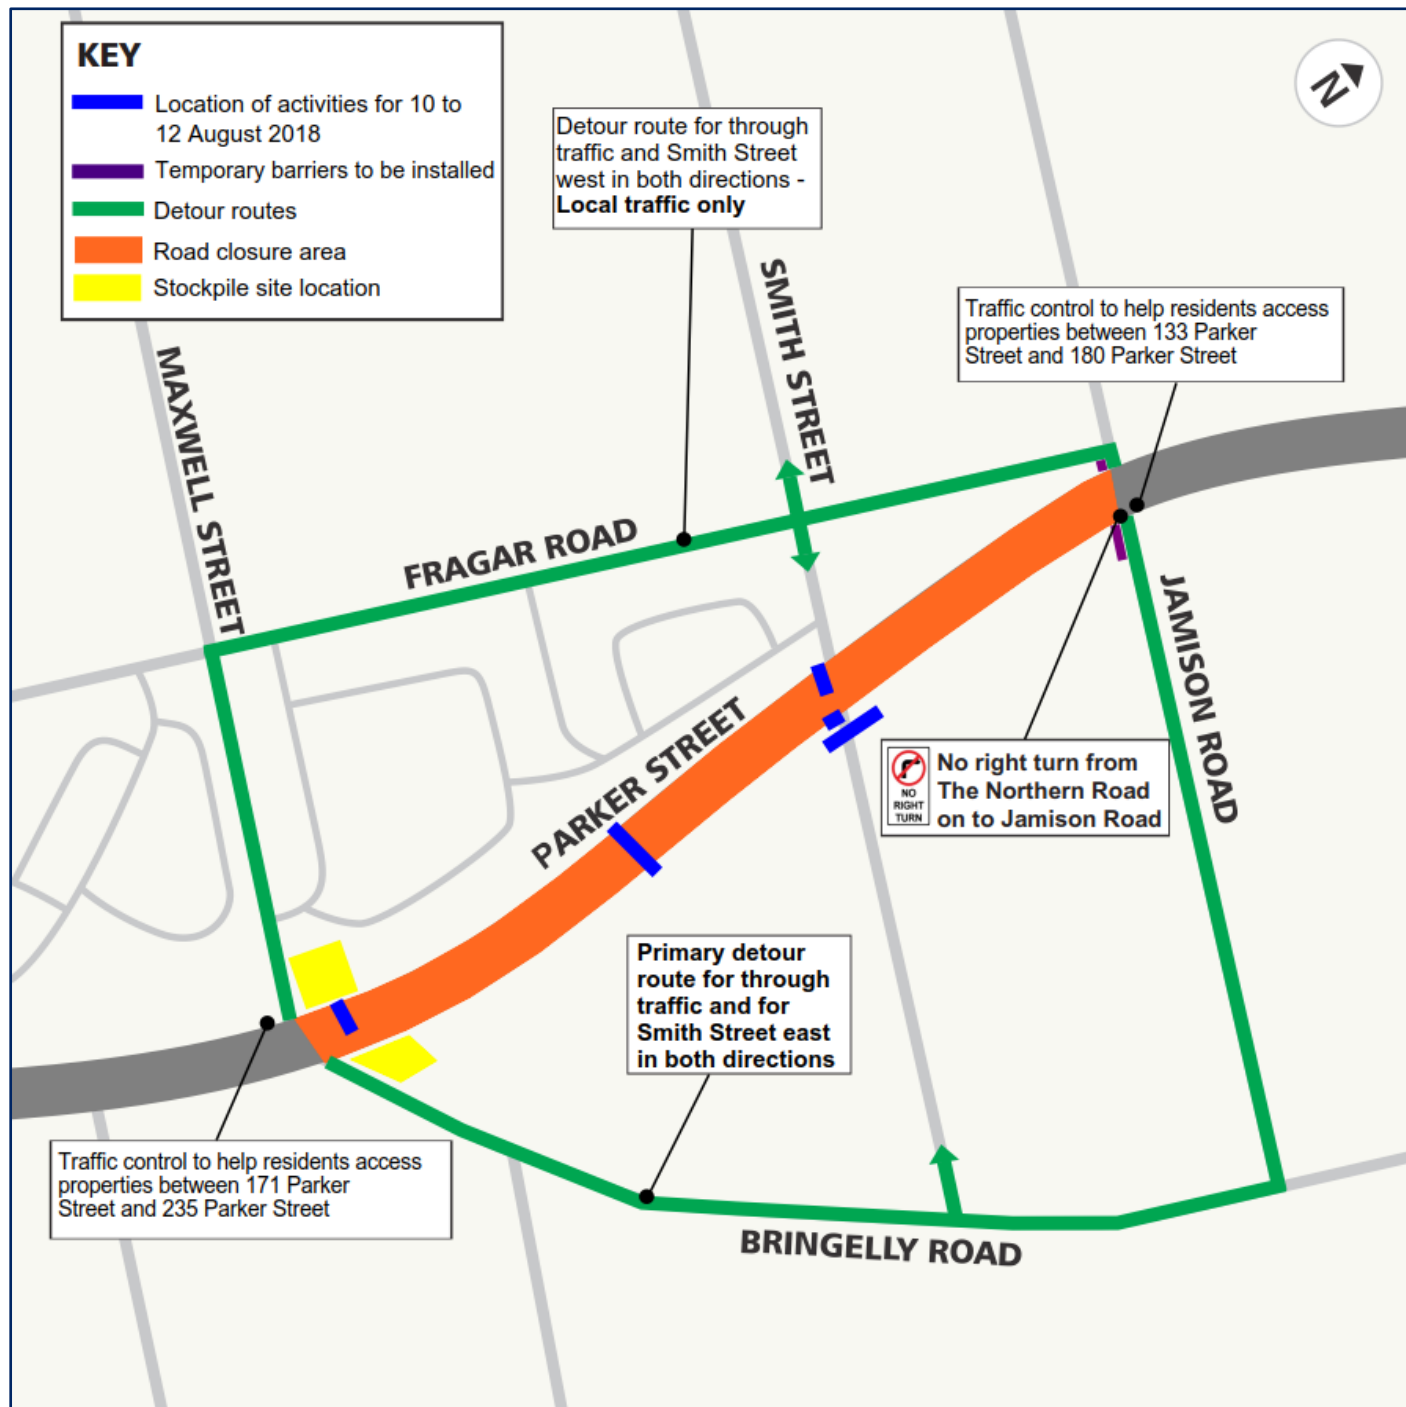 KEY
Location of activities for 10 to
12 August 2018
Temporary barriers to be installed
Detour routes
Road closure area
Stockpile site location
N
Detour route for through
traffic and Smith Street
west in both directions -
Local traffic only
Traffic control to help residents access
properties between 133 Parker
Street and 180 Parker Street
MAXWELL STREET
SMITH STREET
FRAGAR ROAD
JAMISON ROAD
PARKER STREET
NO
RIGHT
TURN
No right turn from
The Northern Road
on to Jamison Road
Primary detour
route for through
traffic and for
Smith Street east
in both directions
Traffic control to help residents access
properties between 171 Parker
Street and 235 Parker Street
BRINGELLY ROAD